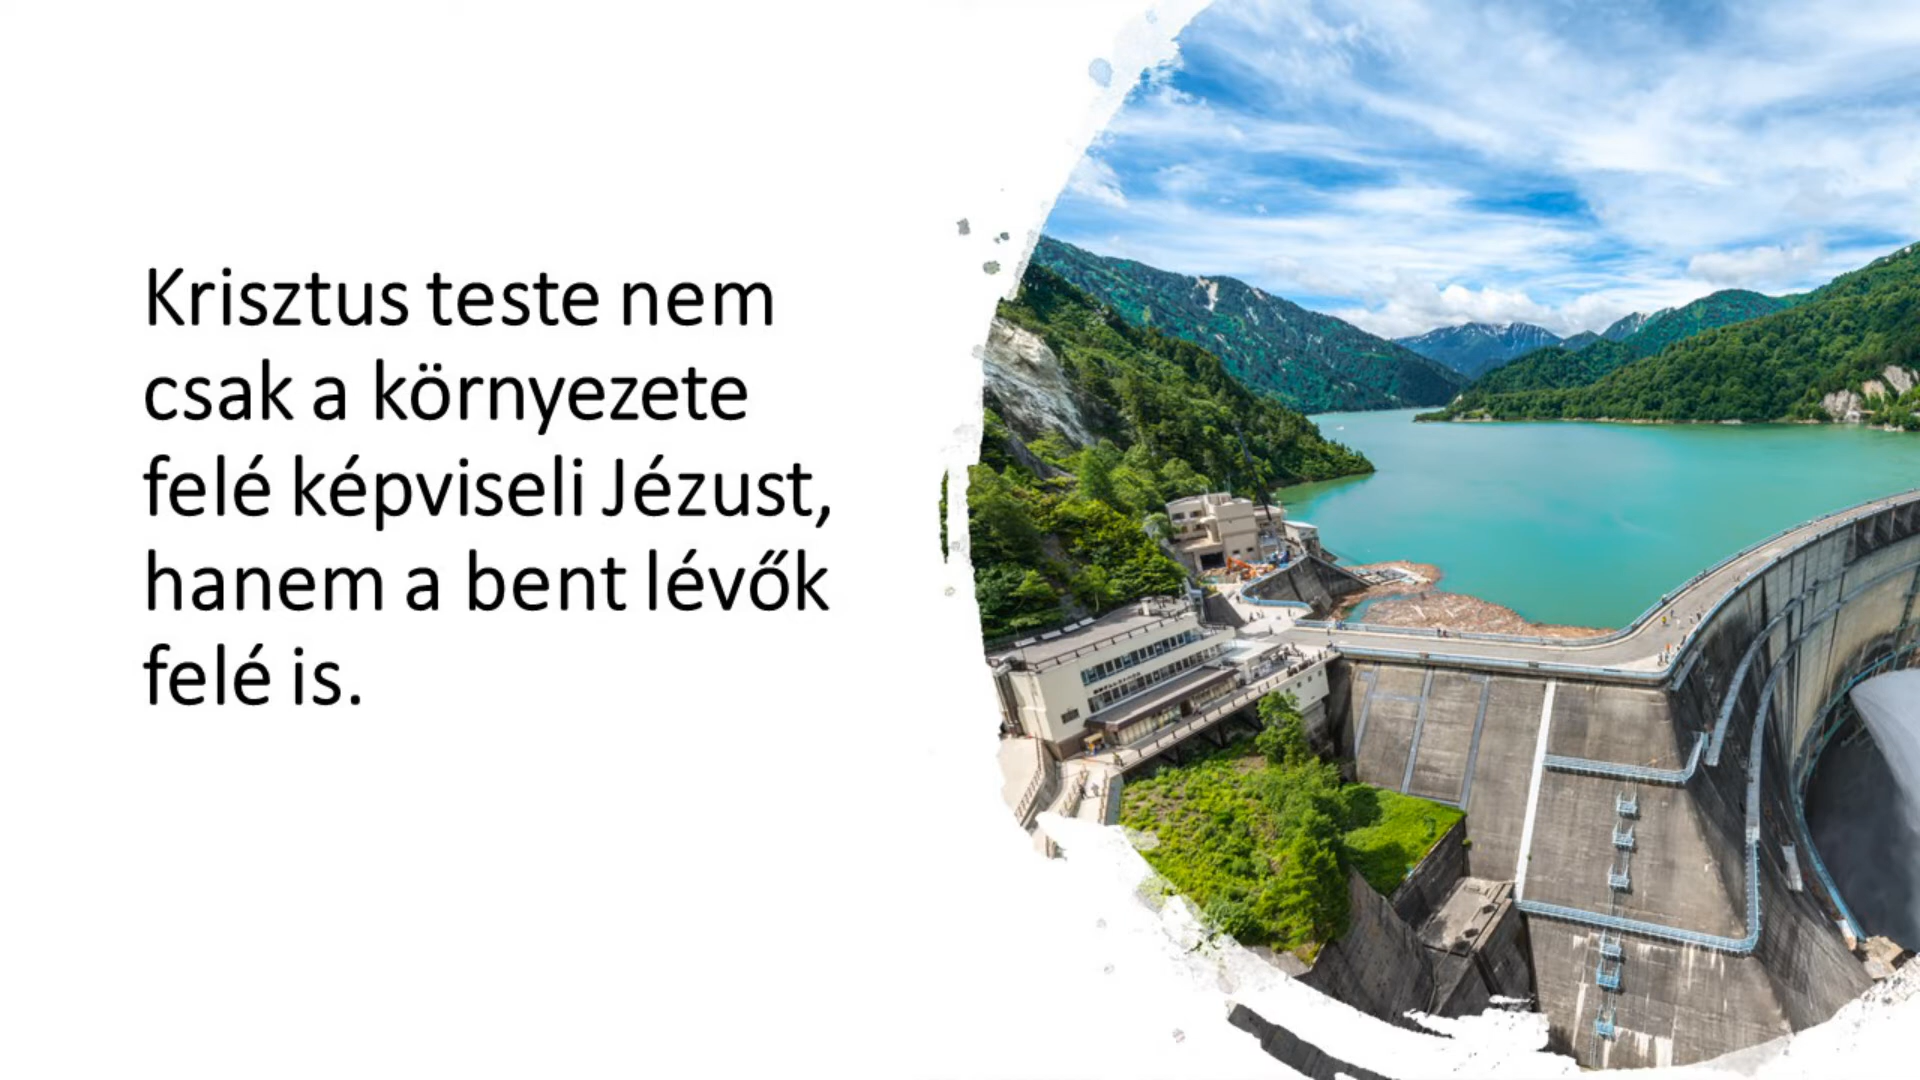 Krisztus teste nem
csak a környezete
felé képviseli Jézust,
hanem a bent lévők
felé is.